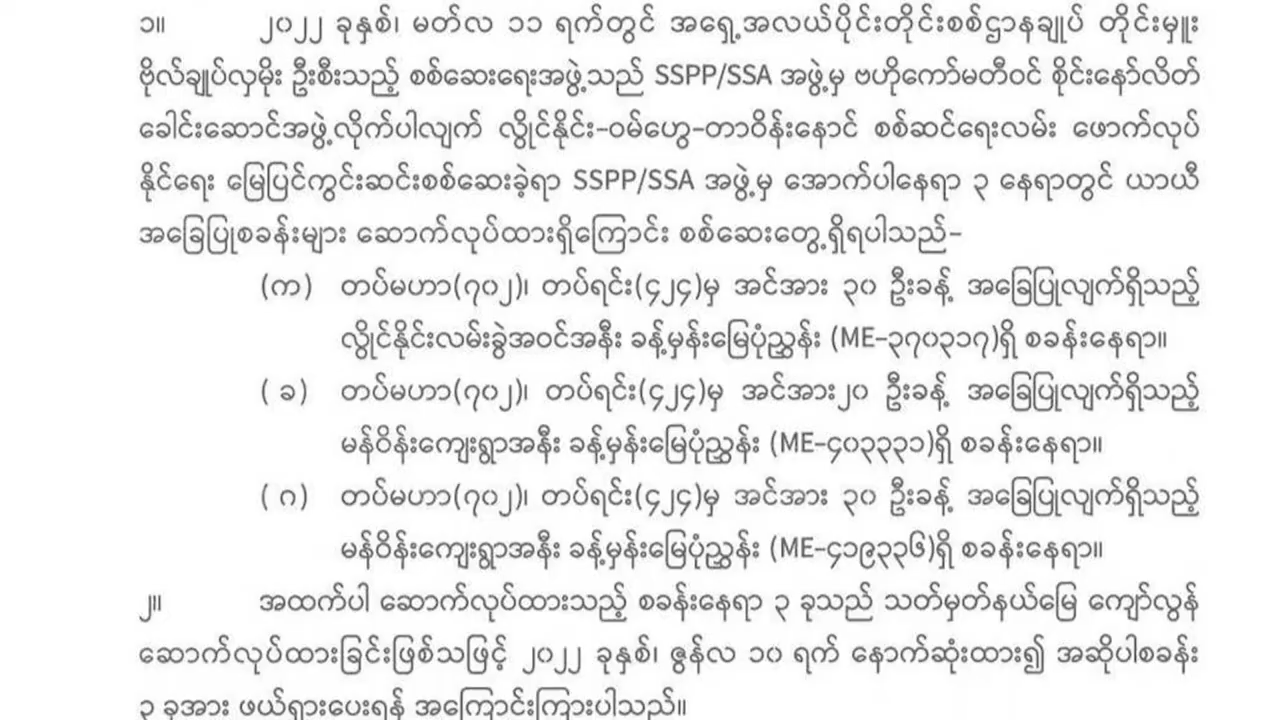 ၁။ ၂၀၂၂ ခုနှစ်၊ မတ်လ ၁၁ ရက်တွင် အရှေ့အလယ်ပိုင်းတိုင်းစစ်ဌာနချုပ် တိုင်းမှူး
ဗိုလ်ချုပ်လှမိုး ဦးစီးသည့် စစ်ဆေးရေးအဖွဲ့သည် SSPP/SSA အဖွဲ့မှ ဗဟိုကော်မတီဝင် စိုင်းနော်လိတ်
ခေါင်းဆောင်အဖွဲ့လိုက်ပါလျက် လွိုင်နိုင်း-ဝမ်ဟွေ-တာဝိန်းနောင် စစ်ဆင်ရေးလမ်း ဖောက်လုပ်
နိုင်ရေး မြေပြင်ကွင်းဆင်းစစ်ဆေးခဲ့ရာ SSPP/SSA အဖွဲ့မှ အောက်ပါနေရာ ၃ နေရာတွင် ယာယီ
အခြေပြုစခန်းများ ဆောက်လုပ်ထားရှိကြောင်း စစ်ဆေးတွေ့ရှိရပါသည်-
(က) တပ်မဟာ(၇၀၂)၊ တပ်ရင်း(၄၂၄)မှ အင်အား ၃၀ ဦးခန့် အခြေပြုလျက်ရှိသည့်
လွိုင်နိုင်းလမ်းခွဲအဝင်အနီး ခန့်မှန်းမြေပုံညွှန်း (ME-၃၇၀၃၁၇)ရှိ စခန်းနေရာ။
( ခ ) တပ်မဟာ(၇၀၂)၊ တပ်ရင်း(၄၂၄)မှ အင်အား၂၀ ဦးခန့် အခြေပြုလျက်ရှိသည့်
မန်ဝိန်းကျေးရွာအနီး ခန့်မှန်းမြေပုံညွှန်း (ME-၄၀၃၃၃၁)ရှိ စခန်းနေရာ။
( ဂ ) တပ်မဟာ(၇၀၂)၊ တပ်ရင်း(၄၂၄)မှ အင်အား ၃၀ ဦးခန့် အခြေပြုလျက်ရှိသည့်
မန်ဝိန်းကျေးရွာအနီး ခန့်မှန်းမြေပုံညွှန်း (ME-၄၁၉၃၃၆)ရှိ စခန်းနေရာ။
၂။ အထက်ပါ ဆောက်လုပ်ထားသည့် စခန်းနေရာ ၃ ခုသည် သတ်မှတ်နယ်မြေ ကျော်လွန်
ဆောက်လုပ်ထားခြင်းဖြစ်သဖြင့် ၂၀၂၂ ခုနှစ်၊ ဇွန်လ ၁၀ ရက် နောက်ဆုံးထား၍ အဆိုပါစခန်း
၃ ခုအား ဖယ်ရှားပေးရန် အကြောင်းကြားပါသည်။